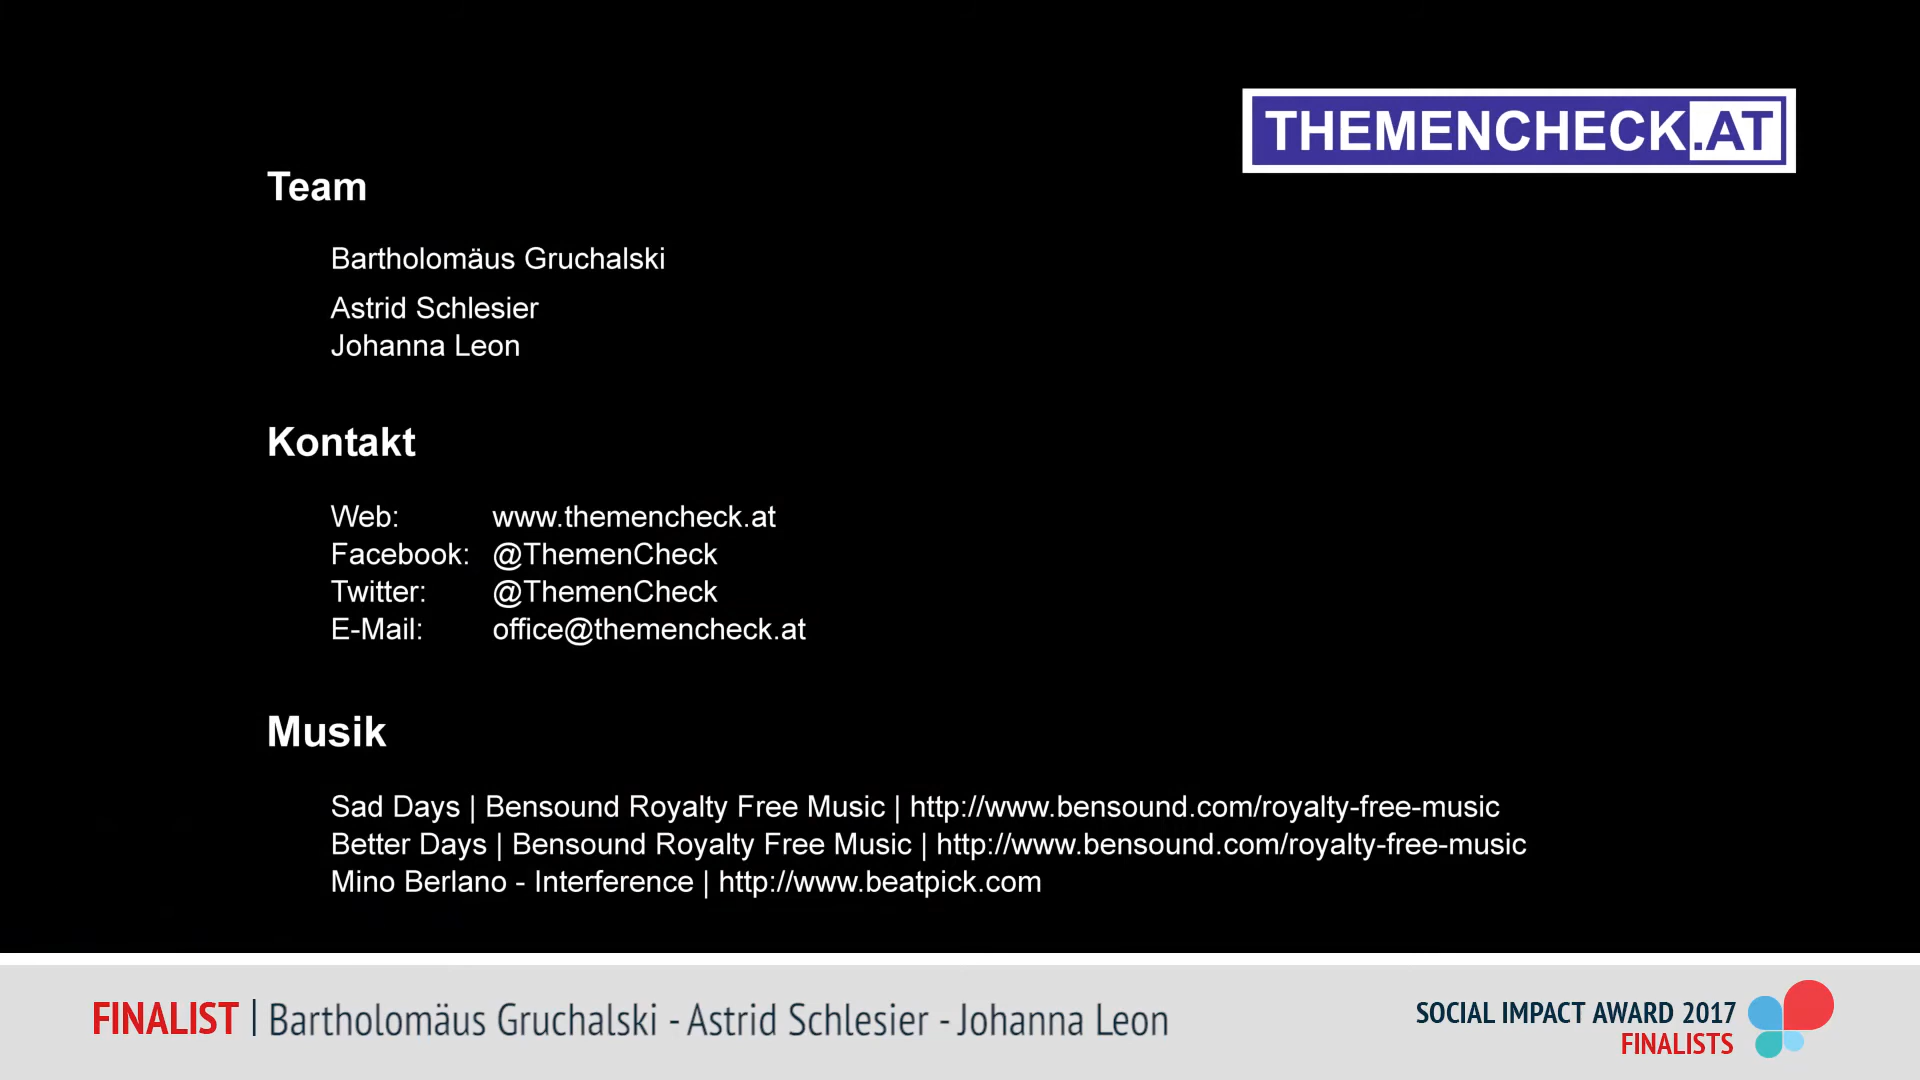 THEMENCHECK.AT
Team
Bartholomäus Gruchalski
Astrid Schlesier
Johanna Leon
Kontakt
Web: www.themencheck.at
Facebook: @ThemenCheck
Twitter: @ThemenCheck
E-Mail: office@themencheck.at
Musik
Sad Days | Bensound Royalty Free Music | http://www.bensound.com/royalty-free-music
Better Days | Bensound Royalty Free Music | http://www.bensound.com/royalty-free-music
Mino Berlano - Interference | http://www.beatpick.com
FINALIST | Bartholomäus Gruchalski - Astrid Schlesier - Johanna Leon
SOCIAL IMPACT AWARD 2017
FINALISTS